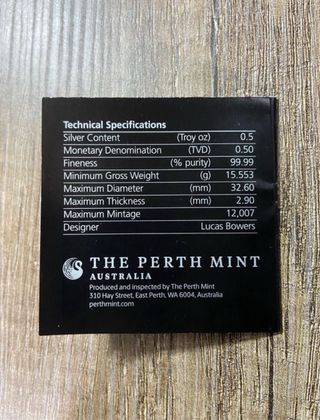 Technical Specifications
Silver Content (Troy oz) 0.5
Monetary Denomination (TVD) 0.50
Fineness (% purity) 99.99
Minimum Gross Weight (g) 15.553
Maximum Diameter (mm) 32.60
Maximum Thickness (mm) 2.90
Maximum Mintage 12,007
Designer Lucas Bowers
THE PERTH MINT
AUSTRALIA
Produced and inspected by The Perth Mint
310 Hay Street, East Perth, WA 6004, Australia
perthmint.com